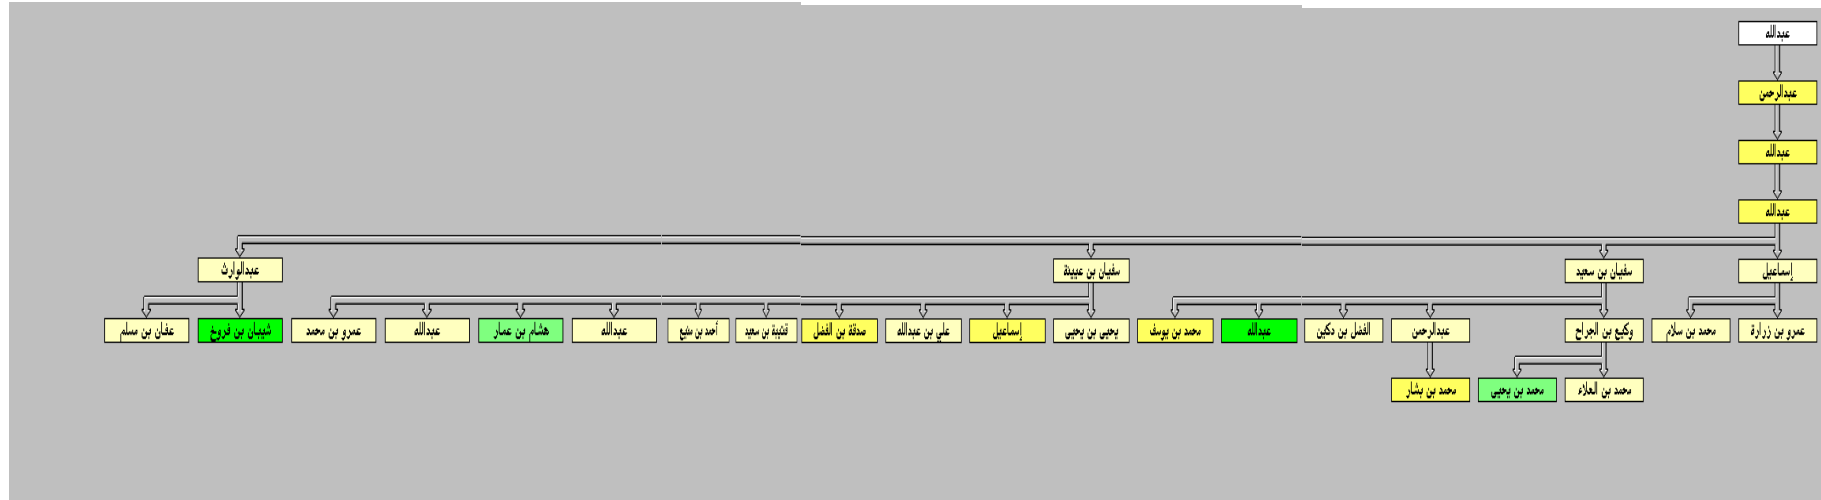 عبدالله
عبدالرحمن
عبدالله
عبدالله
إسماعيل
سفيان بن سعيد
سفيان بن عيينة
عبدالوارث
عمرو بن زرارة
محمد بن سلام
وكيع بن الجراح
عبدالرحمن
الفضل بن دكين
عبدالله
محمد بن يوسف
يحيى بن يحيى
إسماعيل
علي بن عبدالله
صدقة بن الفضل
قتيبة بن سعيد
أحمد بن منيع
عبدالله
هشام بن عمار
عبدالله
عمرو بن محمد
شيبان بن فروخ
عفان بن مسلم
محمد بن العلاء
محمد بن يحيى
محمد بن بشار